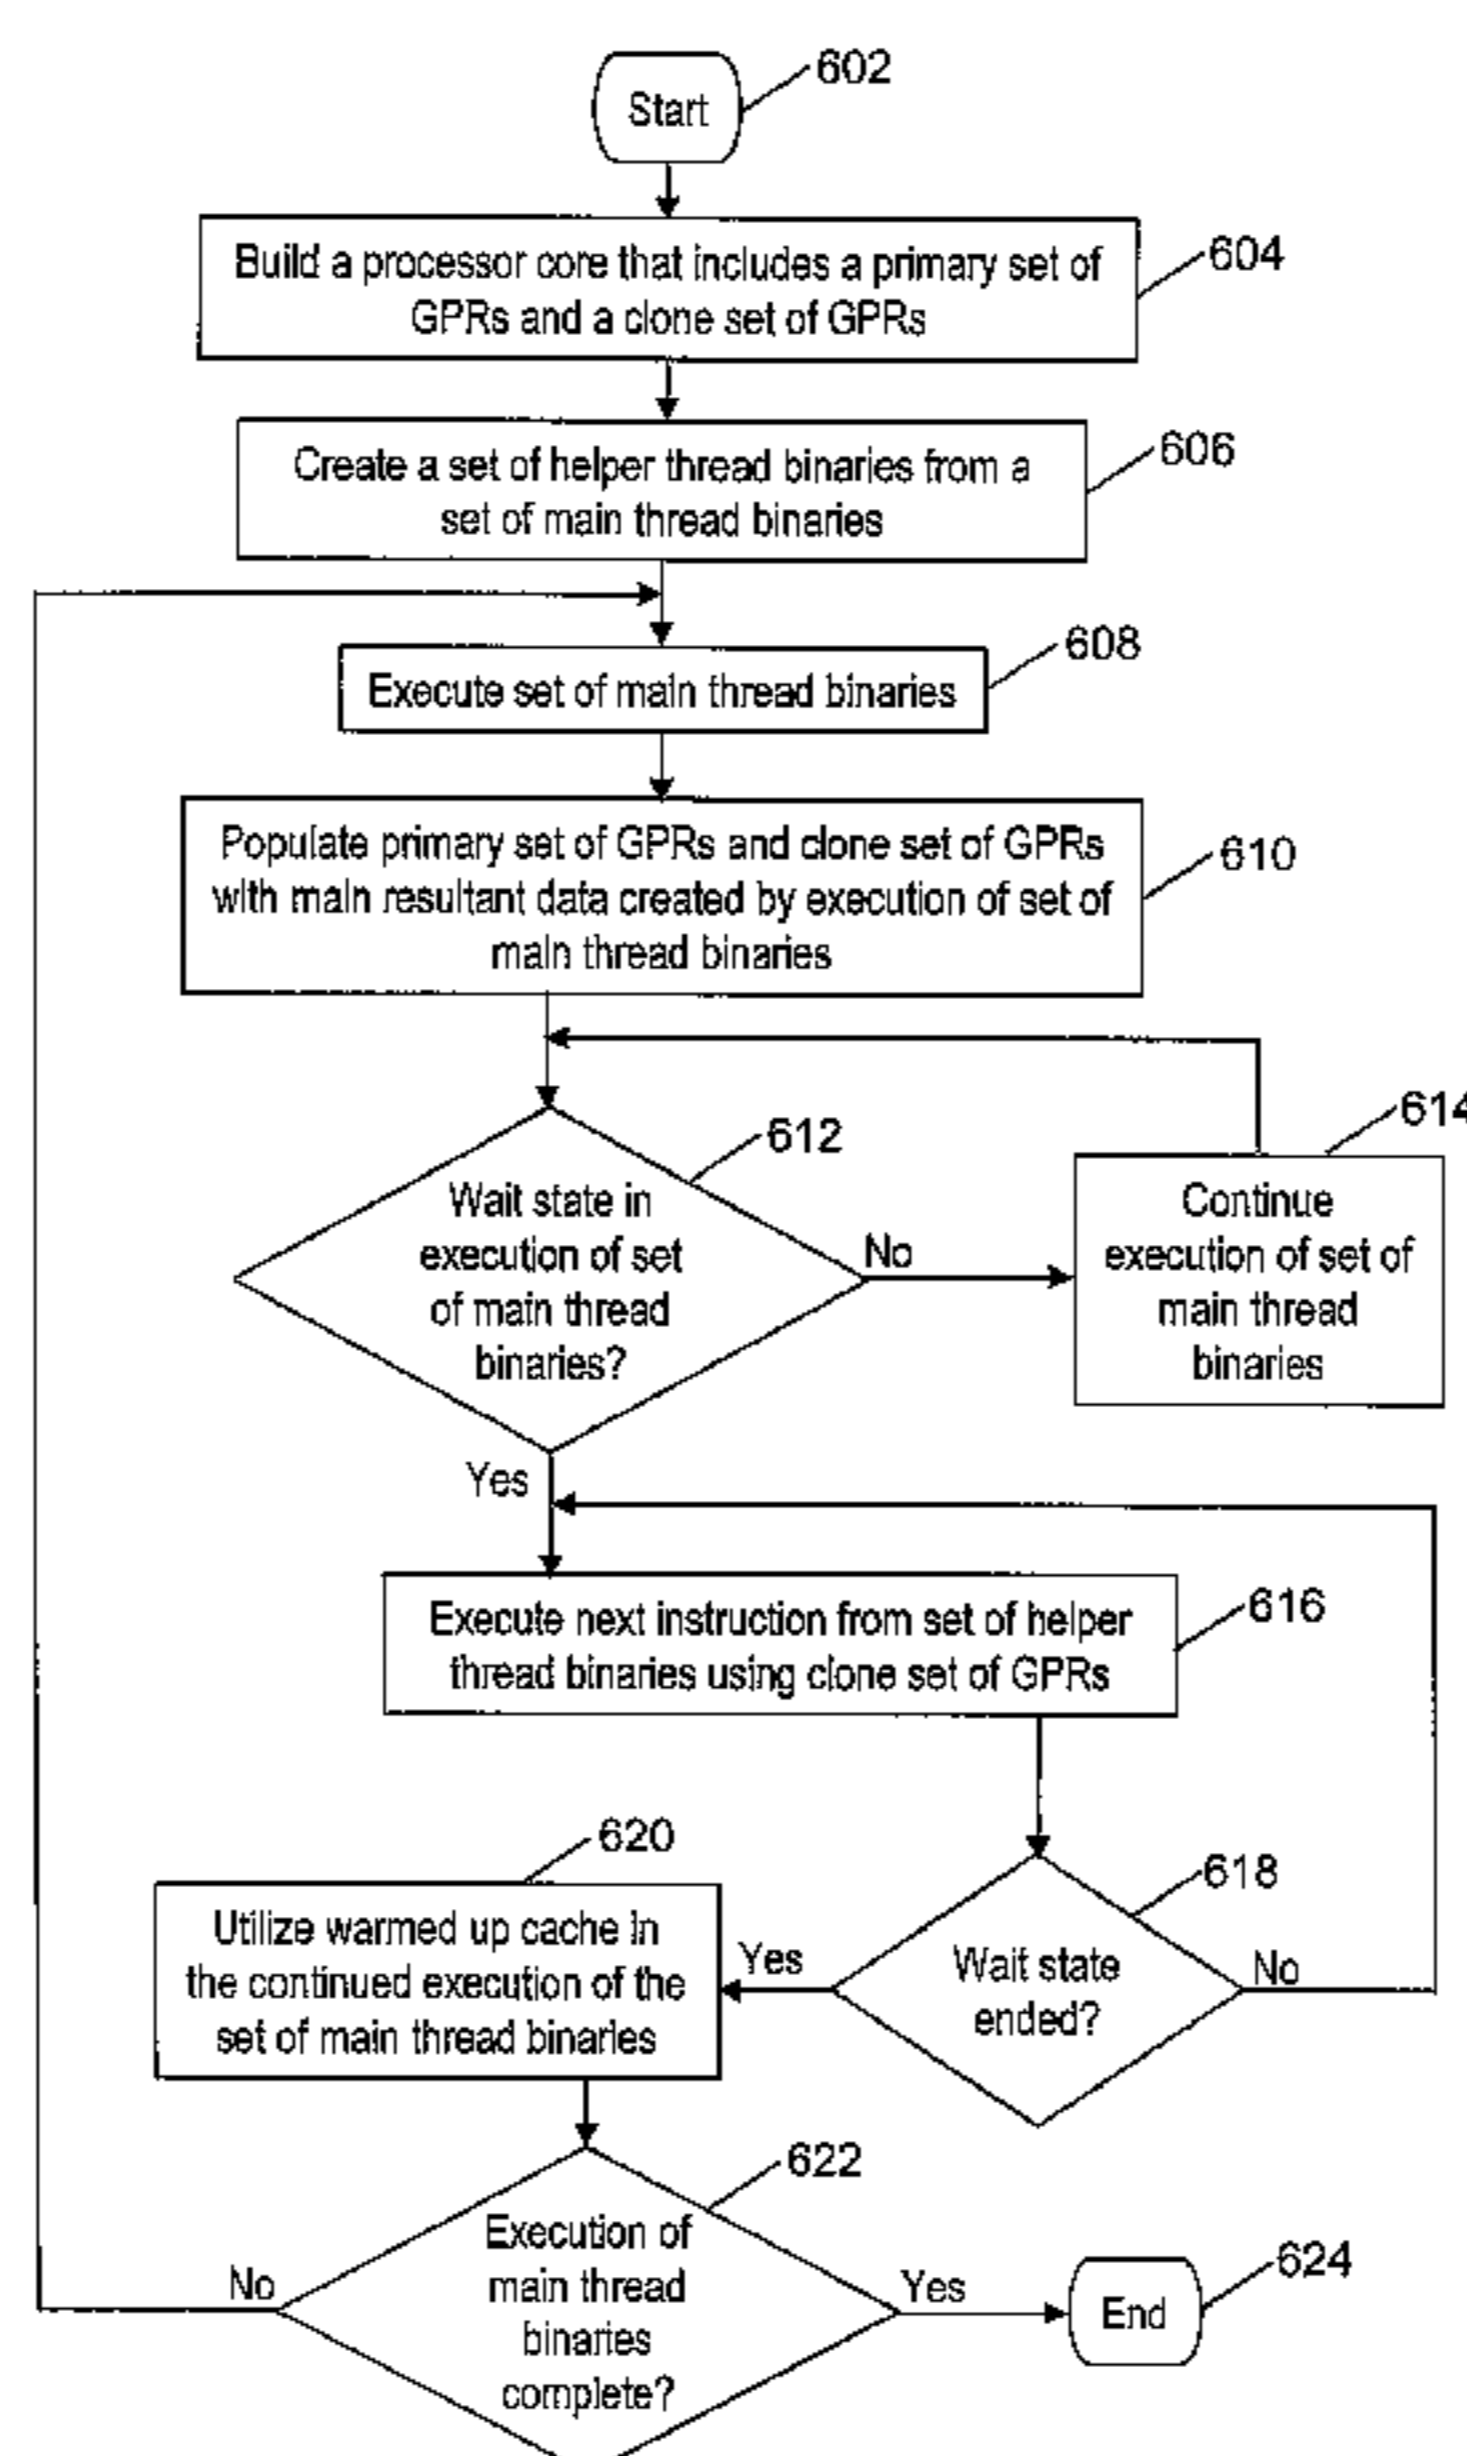 602
Start
604
Build a processor core that includes a primary set of
GPRs and a clone set of GPRs
606
Create a set of helper thread binaries from a
set of main thread binaries
608
Execute set of main thread binaries
610
Populate primary set of GPRs and clone set of GPRs
with main resultant data created by execution of set of
main thread binaries
612
Wait state in
execution of set
of main thread
binaries?
No
614
Continue
execution of set of
main thread
binaries
Yes
616
Execute next instruction from set of helper
thread binaries using clone set of GPRs
618
Wait state
ended?
No
Yes
620
Utilize warmed up cache in
the continued execution of the
set of main thread binaries
622
Execution of
main thread
binaries
complete?
No
Yes
624
End